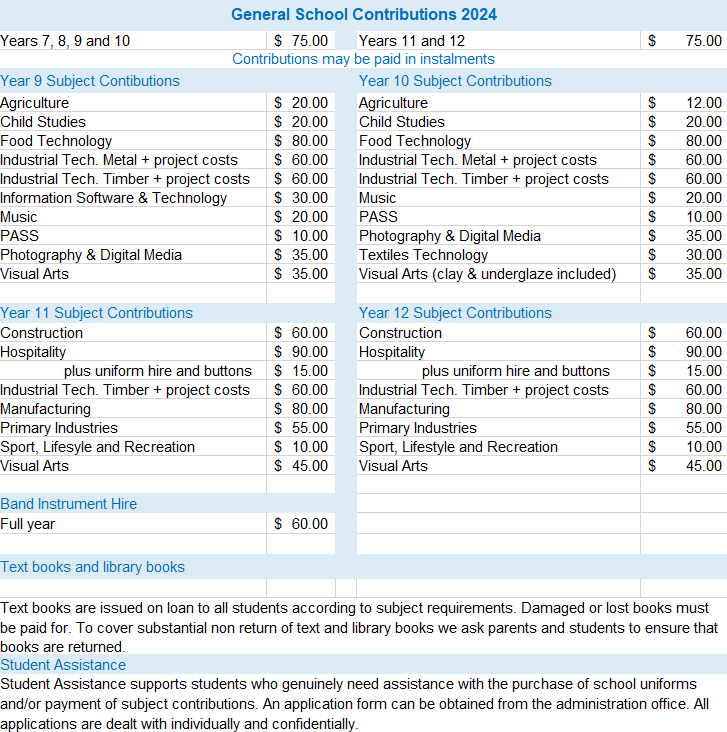 General School Contributions 2024
Years 7, 8, 9 and 10 $ 75.00 Years 11 and 12 $ 75.00
Contributions may be paid in instalments
Year 9 Subject Contibutions Year 10 Subject Contributions
Agriculture $ 20.00 Agriculture $ 12.00
Child Studies $ 20.00 Child Studies $ 20.00
Food Technology $ 80.00 Food Technology $ 80.00
Industrial Tech. Metal + project costs $ 60.00 Industrial Tech. Metal + project costs $ 60.00
Industrial Tech. Timber + project costs $ 60.00 Industrial Tech. Timber + project costs $ 60.00
Information Software & Technology $ 30.00 Music $ 20.00
Music $ 20.00 PASS $ 10.00
PASS $ 10.00 Photography & Digital Media $ 35.00
Photography & Digital Media $ 35.00 Textiles Technology $ 30.00
Visual Arts $ 35.00 Visual Arts (clay & underglaze included) $ 35.00
Year 11 Subject Contributions Year 12 Subject Contributions
Construction $ 60.00 Construction $ 60.00
Hospitality $ 90.00 Hospitality $ 90.00
plus uniform hire and buttons $ 15.00 plus uniform hire and buttons $ 15.00
Industrial Tech. Timber + project costs $ 60.00 Industrial Tech. Timber + project costs $ 60.00
Manufacturing $ 80.00 Manufacturing $ 80.00
Primary Industries $ 55.00 Primary Industries $ 55.00
Sport, Lifesyle and Recreation $ 10.00 Sport, Lifestyle and Recreation $ 10.00
Visual Arts $ 45.00 Visual Arts $ 45.00
Band Instrument Hire
Full year $ 60.00
Text books and library books
Text books are issued on loan to all students according to subject requirements. Damaged or lost books must
be paid for. To cover substantial non return of text and library books we ask parents and students to ensure that
books are returned.
Student Assistance
Student Assistance supports students who genuinely need assistance with the purchase of school uniforms
and/or payment of subject contributions. An application form can be obtained from the administration office. All
applications are dealt with individually and confidentially.